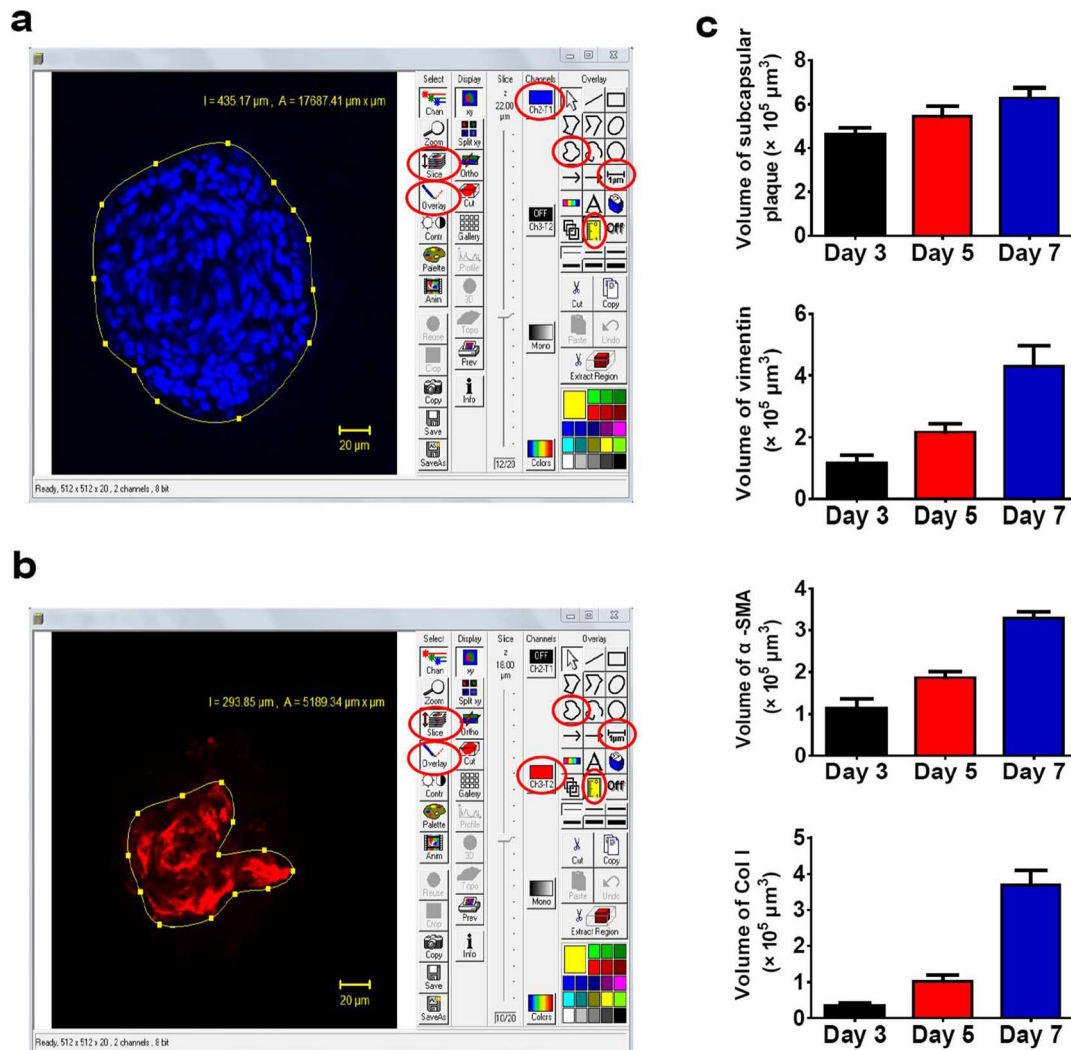 a
l = 435.17 µm , A = 17687.41 µm x µm
20 µm
Select
Display
Slice
Channels
Overlay
z
22.00
µm
Chan
xy
Ch2-T1
Zoom
Split xy
Slice
Ortho
1µm
Overlay
Cut
OFF
Ch3-T2
A
Contr
Gallery
Off
Palette
Profile
Anim
3D
Cut
Copy
Reuse
Topo
Mono
Paste
Undo
Crop
Prev
Extract Region
Copy
Info
Save
SaveAs
12/20
Colors
Ready, 512 x 512 x 20 , 2 channels , 8 bit
b
l = 293.85 µm , A = 5189.34 µm x µm
20 µm
Select
Display
Slice
Channels
Overlay
z
18.00
µm
OFF
Chan
xy
Ch2-T1
Zoom
Split xy
Slice
Ortho
1µm
Overlay
Cut
Ch3-T2
A
Contr
Gallery
Off
Palette
Profile
Anim
3D
Cut
Copy
Reuse
Topo
Mono
Paste
Undo
Crop
Prev
Extract Region
Copy
Info
Save
SaveAs
10/20
Colors
Ready, 512 x 512 x 20 , 2 channels , 8 bit
c
Volume of subcapsular
plaque (× 10⁵ µm³)
8
6
4
2
0
Day 3 Day 5 Day 7
Volume of vimentin
(× 10⁵ µm³)
6
4
2
0
Day 3 Day 5 Day 7
Volume of α -SMA
(× 10⁵ µm³)
4
3
2
1
0
Day 3 Day 5 Day 7
Volume of Col I
(× 10⁵ µm³)
5
4
3
2
1
0
Day 3 Day 5 Day 7